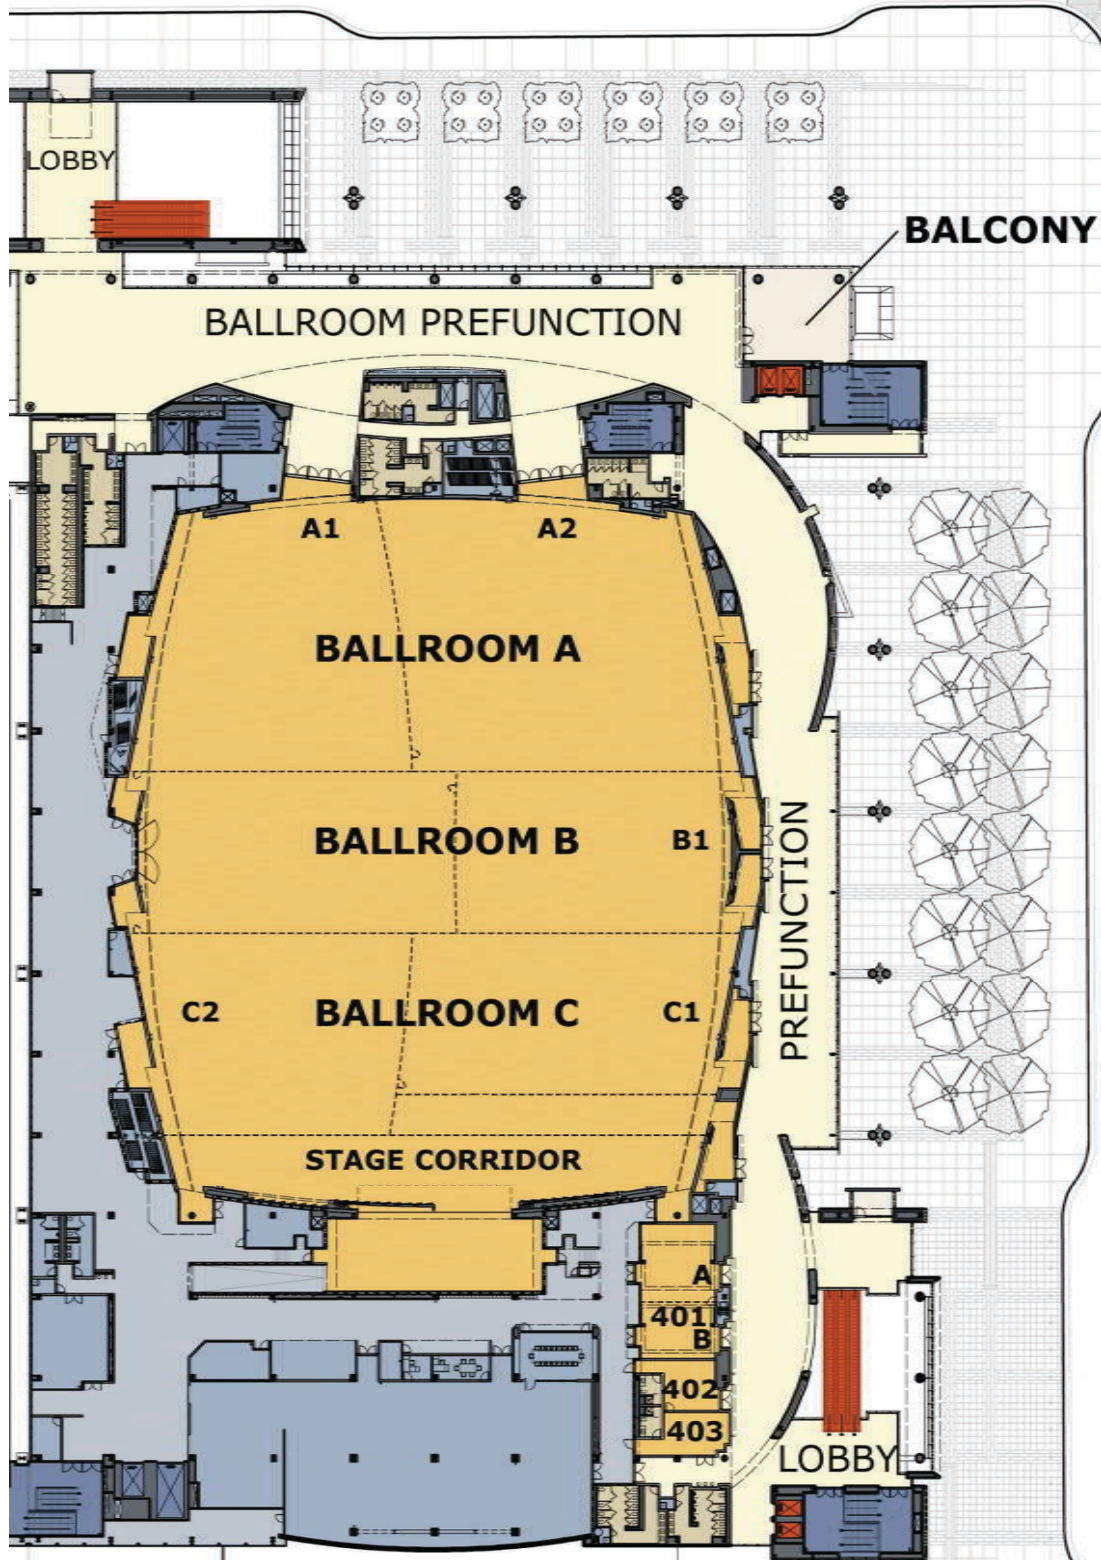 LOBBY
BALCONY
BALLROOM PREFUNCTION
A1
A2
BALLROOM A
BALLROOM B
B1
PREFUNCTION
C2
BALLROOM C
C1
STAGE CORRIDOR
A
401
B
402
403
LOBBY